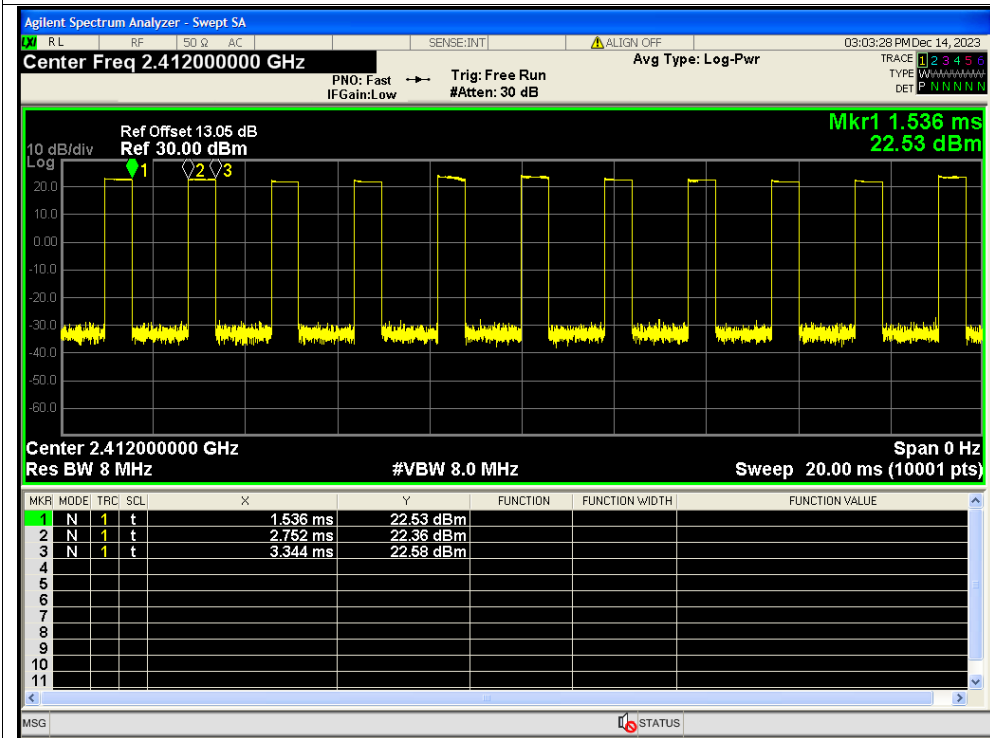 Agilent Spectrum Analyzer - Swept SA
LXI RL RF 50 Ω AC SENSE:INT ALIGN OFF 03:03:28 PM Dec 14, 2023
Center Freq 2.412000000 GHz Avg Type: Log-Pwr TRACE 1 2 3 4 5 6
PNO: Fast Trig: Free Run TYPE W
IFGain:Low #Atten: 30 dB DET P N N N N N
Mkr1 1.536 ms
Ref Offset 13.05 dB 22.53 dBm
10 dB/div Ref 30.00 dBm
Log
1 2 3
20.0
10.0
0.00
-10.0
-20.0
-30.0
-40.0
-50.0
-60.0
Center 2.412000000 GHz Span 0 Hz
Res BW 8 MHz #VBW 8.0 MHz Sweep 20.00 ms (10001 pts)
MKR MODE TRC SCL X Y FUNCTION FUNCTION WIDTH FUNCTION VALUE
1 N 1 t 1.536 ms 22.53 dBm
2 N 1 t 2.752 ms 22.36 dBm
3 N 1 t 3.344 ms 22.58 dBm
4
5
6
7
8
9
10
11
MSG STATUS